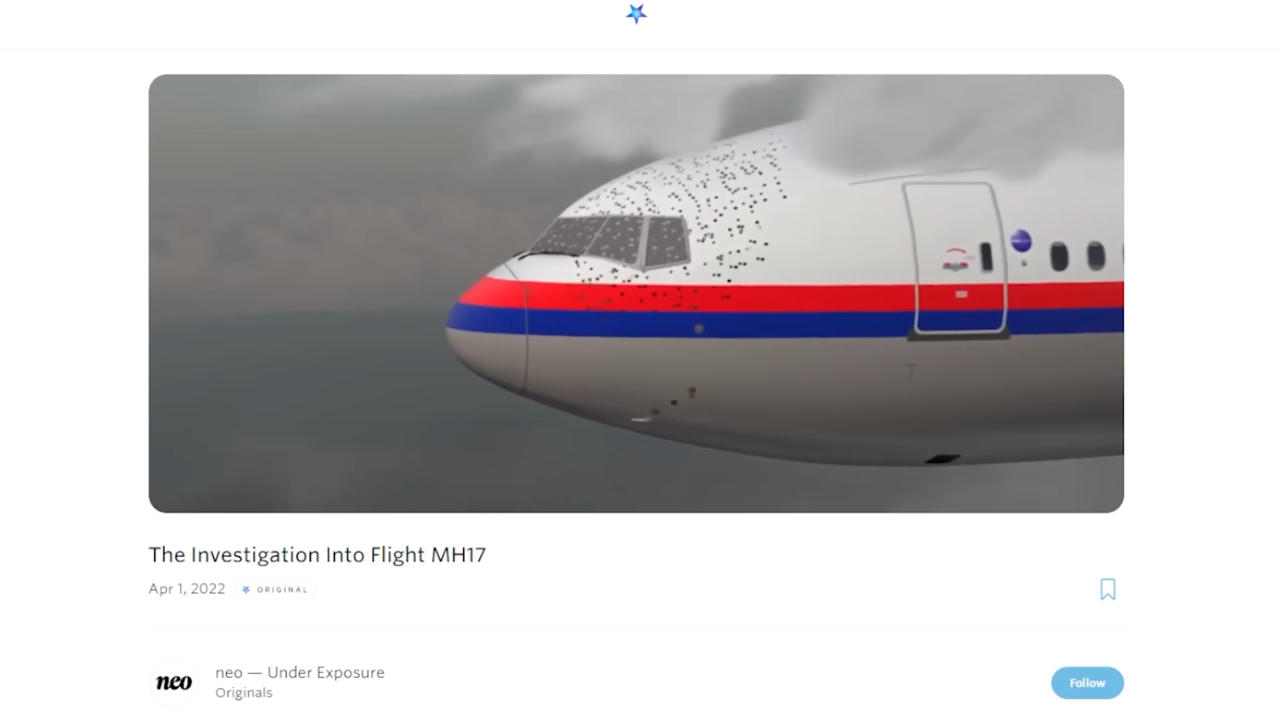 The Investigation Into Flight MH17
Apr 1, 2022 ORIGINAL
neo
neo — Under Exposure
Originals
Follow